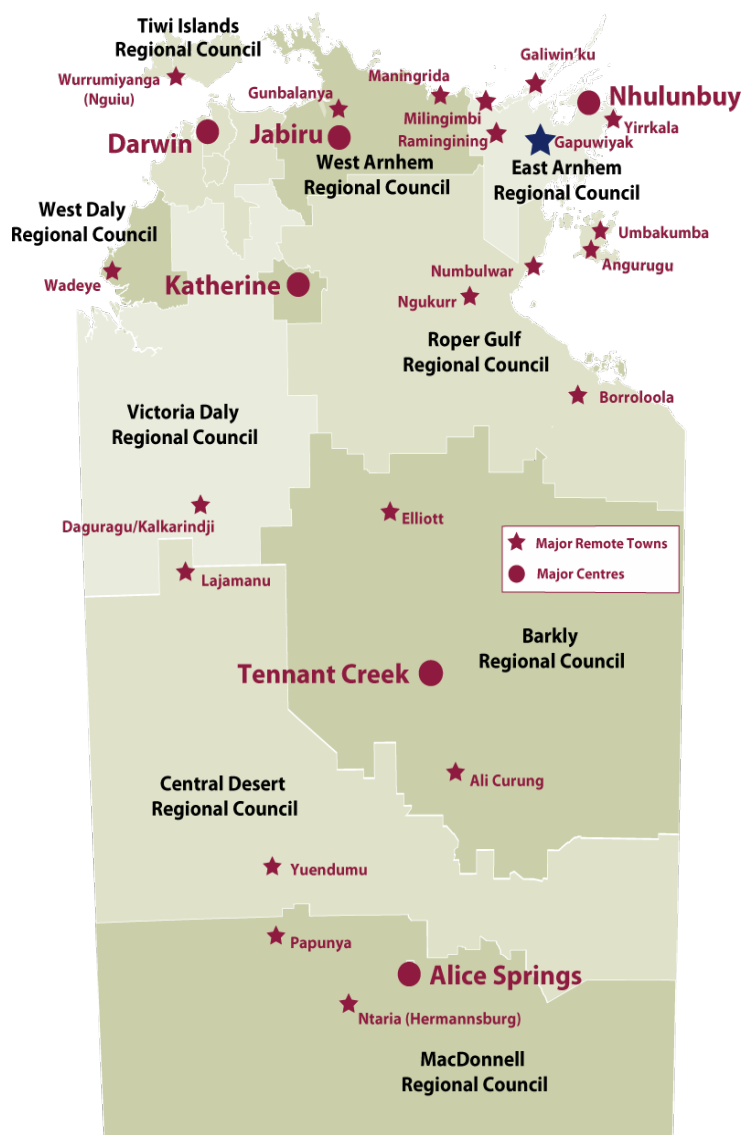 Tiwi Islands
Regional Council
Wurrumiyanga
(Nguiu)
Galiwin'ku
Maningrida
Gunbalanya
Milingimbi
Nhulunbuy
Yirrkala
Darwin
Jabiru
Ramingining
Gapuwiyak
West Arnhem
Regional Council
East Arnhem
Regional Council
West Daly
Regional Council
Umbakumba
Angurugu
Wadeye
Numbulwar
Katherine
Ngukurr
Roper Gulf
Regional Council
Borroloola
Victoria Daly
Regional Council
Daguragu/Kalkarindji
Elliott
Major Remote Towns
Major Centres
Lajamanu
Barkly
Regional Council
Tennant Creek
Ali Curung
Central Desert
Regional Council
Yuendumu
Papunya
Alice Springs
Ntaria (Hermannsburg)
MacDonnell
Regional Council